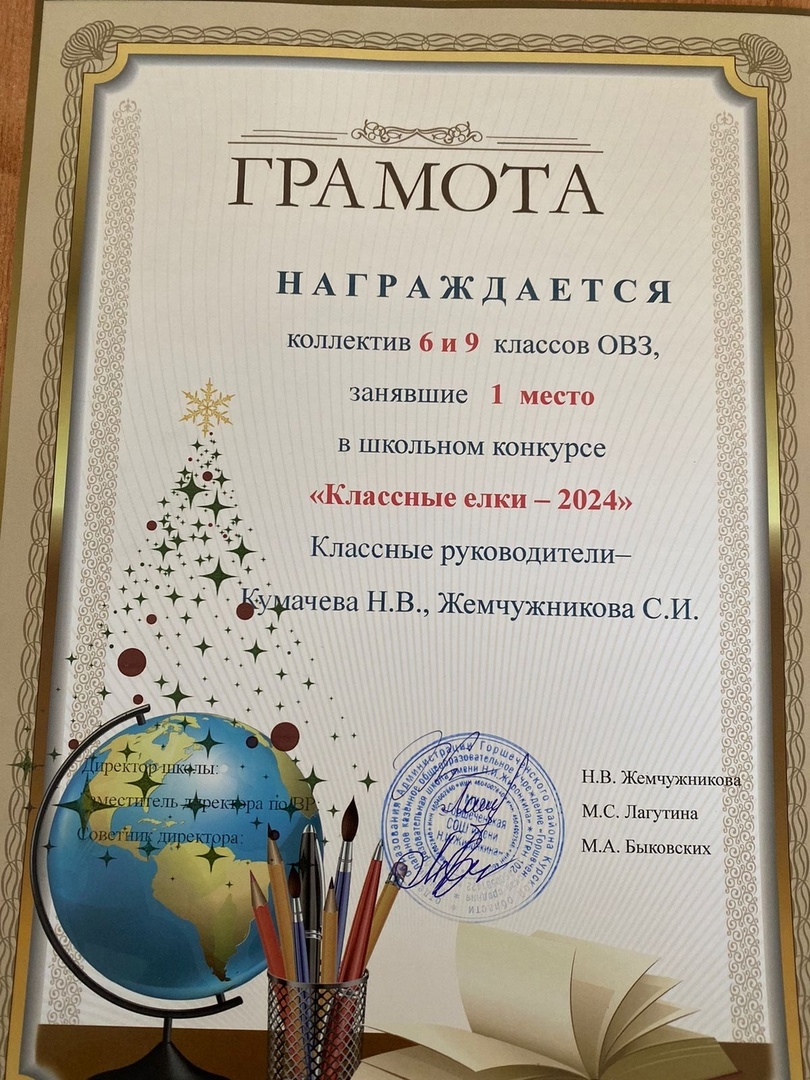 ГРАМОТА
НАГРАЖДАЕТСЯ
коллектив 6 и 9 классов ОВЗ,
занявшие 1 место
в школьном конкурсе
«Классные елки – 2024»
Классные руководители–
Кумачева Н.В., Жемчужникова С.И.
Директор школы: Н.В. Жемчужникова
Заместитель директора по ВР: М.С. Лагутина
Советник директора: М.А. Быковских